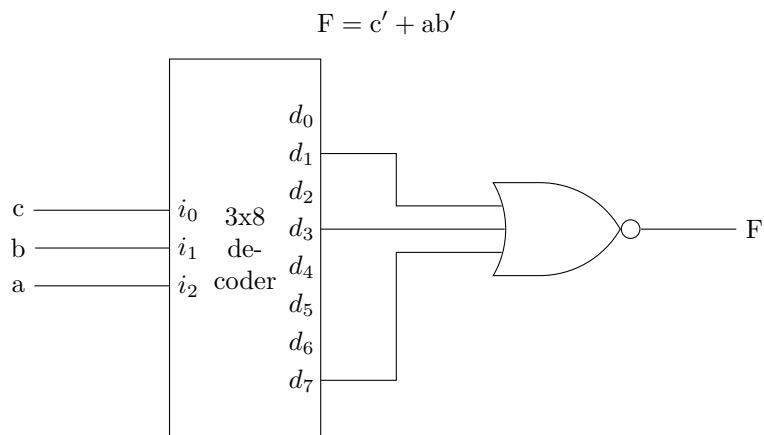 F = c′ + ab′
d₀
d₁
d₂
d₃
d₄
d₅
d₆
d₇
c
b
a
i₀
i₁
i₂
3x8
de-
coder
F